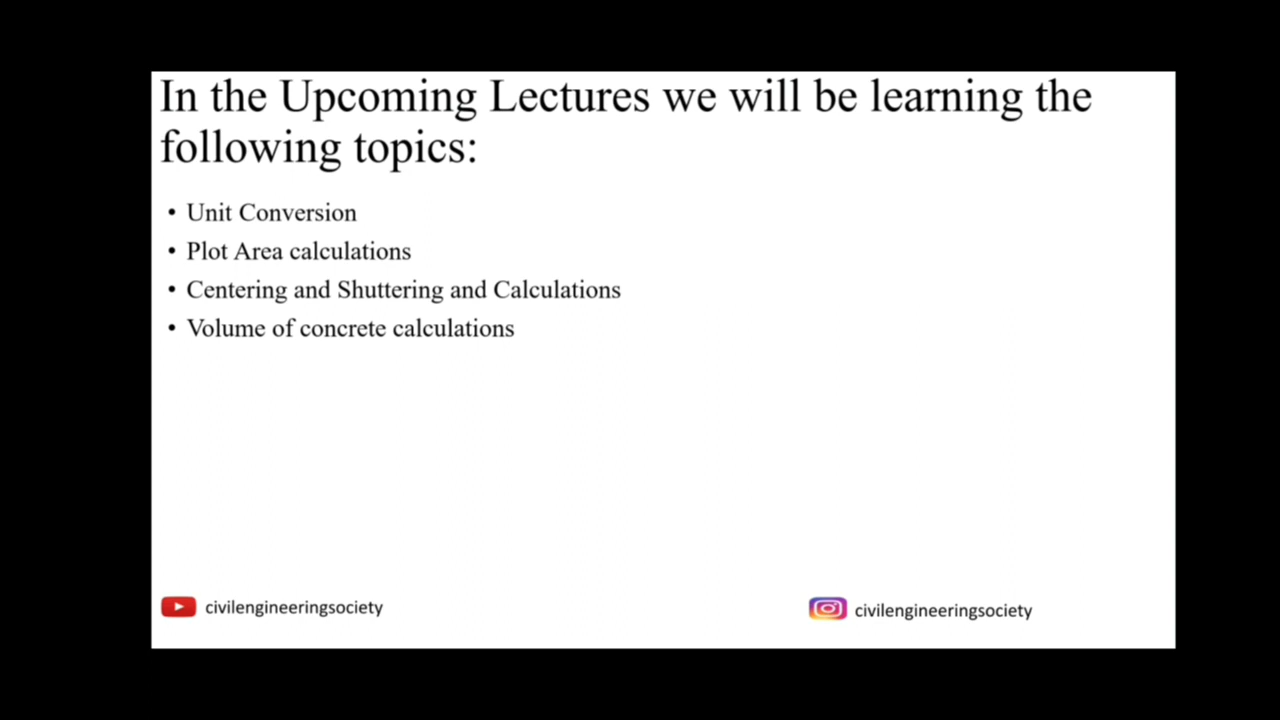 In the Upcoming Lectures we will be learning the
following topics:
• Unit Conversion
• Plot Area calculations
• Centering and Shuttering and Calculations
• Volume of concrete calculations
civilengineeringsociety
civilengineeringsociety